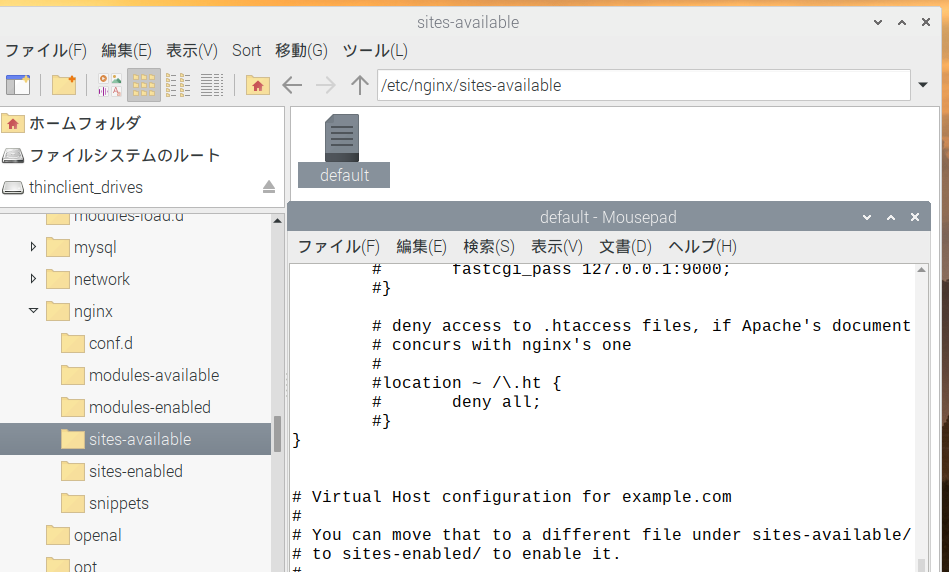 sites-available
ファイル(F) 編集(E) 表示(V) Sort 移動(G) ツール(L)
/etc/nginx/sites-available
ホームフォルダ
ファイルシステムのルート
thinclient_drives
modules-load.d
mysql
network
nginx
conf.d
modules-available
modules-enabled
sites-available
sites-enabled
snippets
openal
opt
default
default - Mousepad
ファイル(F) 編集(E) 検索(S) 表示(V) 文書(D) ヘルプ(H)
#       fastcgi_pass 127.0.0.1:9000;
#}
# deny access to .htaccess files, if Apache's document
# concurs with nginx's one
#
#location ~ /\.ht {
#       deny all;
#}
}
# Virtual Host configuration for example.com
#
# You can move that to a different file under sites-available/
# to sites-enabled/ to enable it.
#